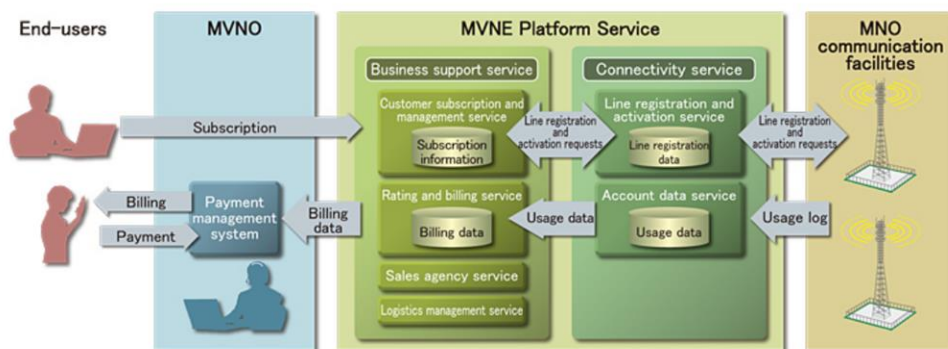 End-users
MVNO
MVNE Platform Service
MNO
communication
facilities
Business support service
Connectivity service
Customer subscription and
management service
Subscription
information
Line registration
and
activation requests
Line registration and
activation service
Line registration
data
Line registration
and
activation requests
Subscription
Billing
Payment
Payment
management
system
Billing
data
Rating and billing service
Billing data
Usage data
Account data service
Usage data
Usage log
Sales agency service
Logistics management service